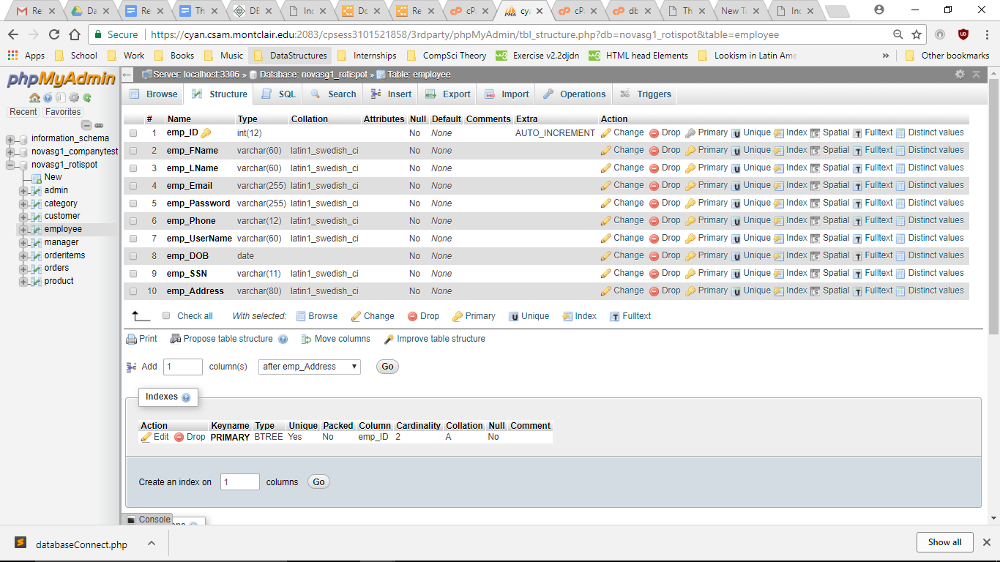 Re: Da Re Th DE Inc Do Re cP cya cP db Th New Ta Inc
Secure https://cyan.csam.montclair.edu:2083/cpsess3101521858/3rdparty/phpMyAdmin/tbl_structure.php?db=novasg1_rotispot&table=employee
Apps School Work Books Music DataStructures Internships CompSci Theory Exercise v2.2djdn HTML head Elements Lookism in Latin Ame » Other bookmarks
phpMyAdmin
Recent Favorites
information_schema
novasg1_companytest
novasg1_rotispot
New
admin
category
customer
employee
manager
orderitems
orders
product
Server: localhost:3306 » Database: novasg1_rotispot » Table: employee
Browse Structure SQL Search Insert Export Import Operations Triggers
# Name Type Collation Attributes Null Default Comments Extra Action
1 emp_ID int(12) No None AUTO_INCREMENT Change Drop Primary Unique Index Spatial Fulltext Distinct values
2 emp_FName varchar(60) latin1_swedish_ci No None Change Drop Primary Unique Index Spatial Fulltext Distinct values
3 emp_LName varchar(60) latin1_swedish_ci No None Change Drop Primary Unique Index Spatial Fulltext Distinct values
4 emp_Email varchar(255) latin1_swedish_ci No None Change Drop Primary Unique Index Spatial Fulltext Distinct values
5 emp_Password varchar(255) latin1_swedish_ci No None Change Drop Primary Unique Index Spatial Fulltext Distinct values
6 emp_Phone varchar(12) latin1_swedish_ci No None Change Drop Primary Unique Index Spatial Fulltext Distinct values
7 emp_UserName varchar(60) latin1_swedish_ci No None Change Drop Primary Unique Index Spatial Fulltext Distinct values
8 emp_DOB date No None Change Drop Primary Unique Index Spatial Fulltext Distinct values
9 emp_SSN varchar(11) latin1_swedish_ci No None Change Drop Primary Unique Index Spatial Fulltext Distinct values
10 emp_Address varchar(80) latin1_swedish_ci No None Change Drop Primary Unique Index Spatial Fulltext Distinct values
Check all With selected: Browse Change Drop Primary Unique Index Fulltext
Print Propose table structure Move columns Improve table structure
Add 1 column(s) after emp_Address Go
Indexes
Action Keyname Type Unique Packed Column Cardinality Collation Null Comment
Edit Drop PRIMARY BTREE Yes No emp_ID 2 A No
Create an index on 1 columns Go
Console
databaseConnect.php Show all